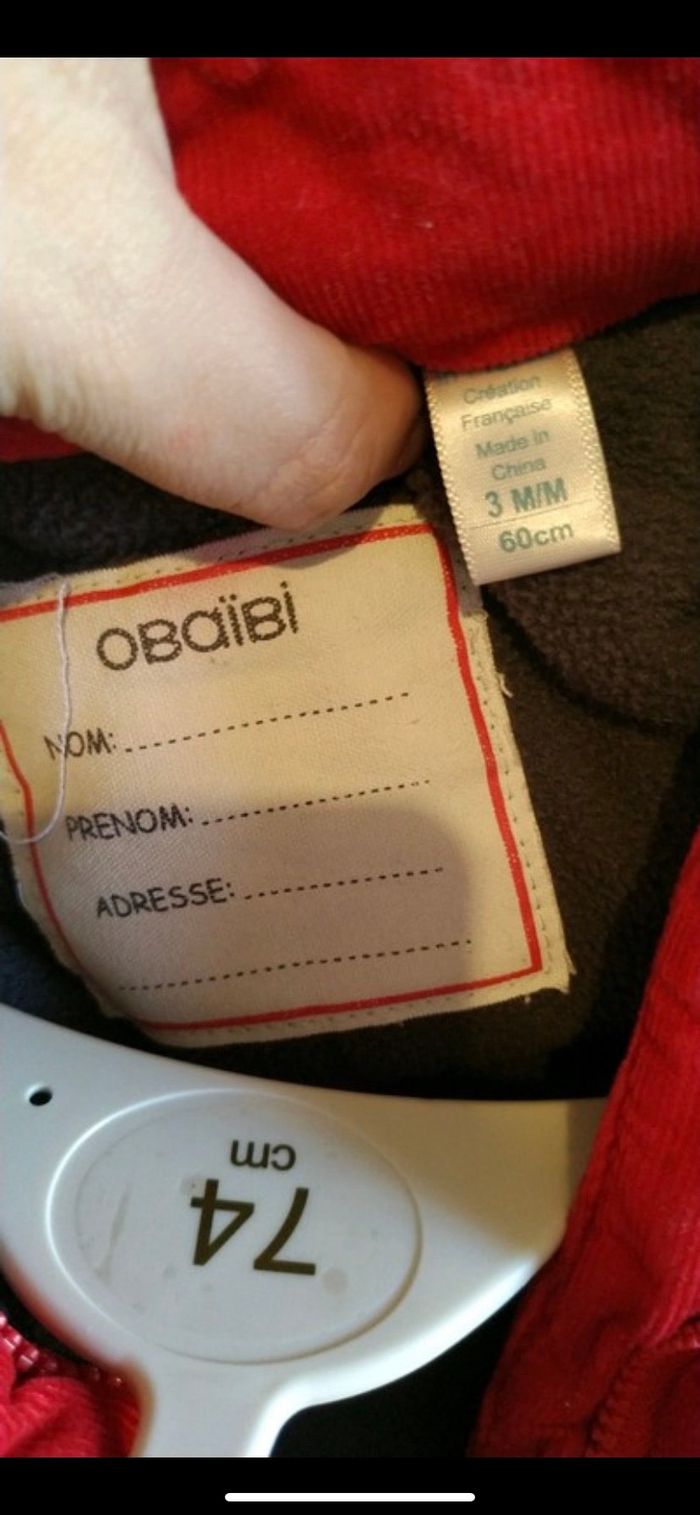 Création
Française
Made in
China
3 M/M
60cm
OBaïBi
NOM:
PRENOM:
ADRESSE:
74
cm